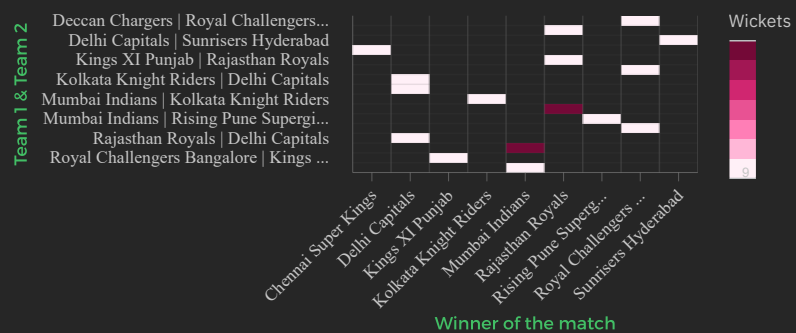 Deccan Chargers | Royal Challengers...
Delhi Capitals | Sunrisers Hyderabad
Kings XI Punjab | Rajasthan Royals
Kolkata Knight Riders | Delhi Capitals
Mumbai Indians | Kolkata Knight Riders
Mumbai Indians | Rising Pune Supergi...
Rajasthan Royals | Delhi Capitals
Royal Challengers Bangalore | Kings ...
Team 1 & Team 2
Wickets
9
Chennai Super Kings
Delhi Capitals
Kings XI Punjab
Kolkata Knight Riders
Mumbai Indians
Rajasthan Royals
Rising Pune Superg...
Royal Challengers ...
Sunrisers Hyderabad
Winner of the match